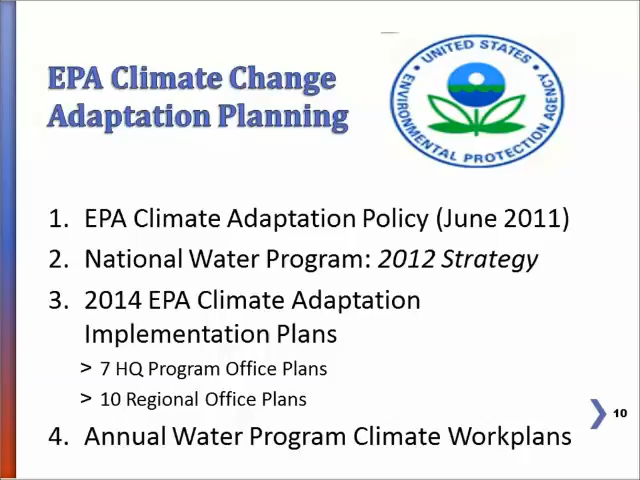 EPA Climate Change
Adaptation Planning
UNITED STATES
ENVIRONMENTAL PROTECTION AGENCY
1. EPA Climate Adaptation Policy (June 2011)
2. National Water Program: 2012 Strategy
3. 2014 EPA Climate Adaptation
Implementation Plans
> 7 HQ Program Office Plans
> 10 Regional Office Plans
10
4. Annual Water Program Climate Workplans